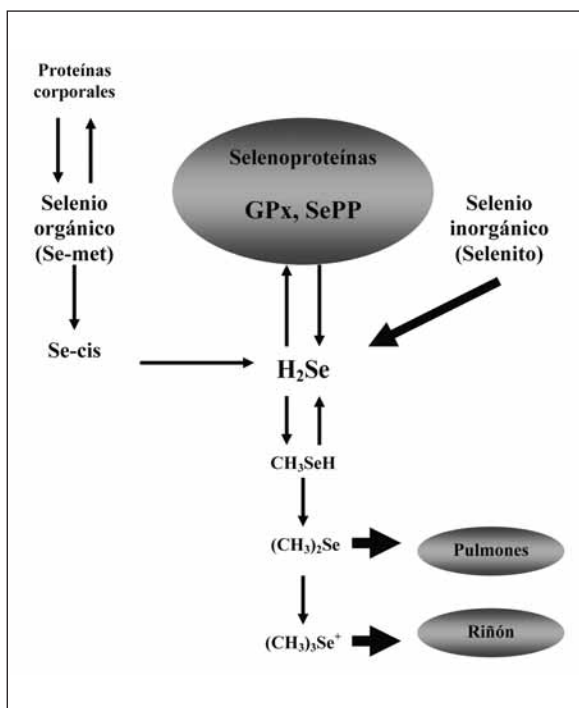 Proteínas
corporales
Selenoproteínas
GPx, SePP
Selenio
orgánico
(Se-met)
Selenio
inorgánico
(Selenito)
Se-cis
H₂Se
CH₃SeH
(CH₃)₂Se
Pulmones
(CH₃)₃Se⁺
Riñón